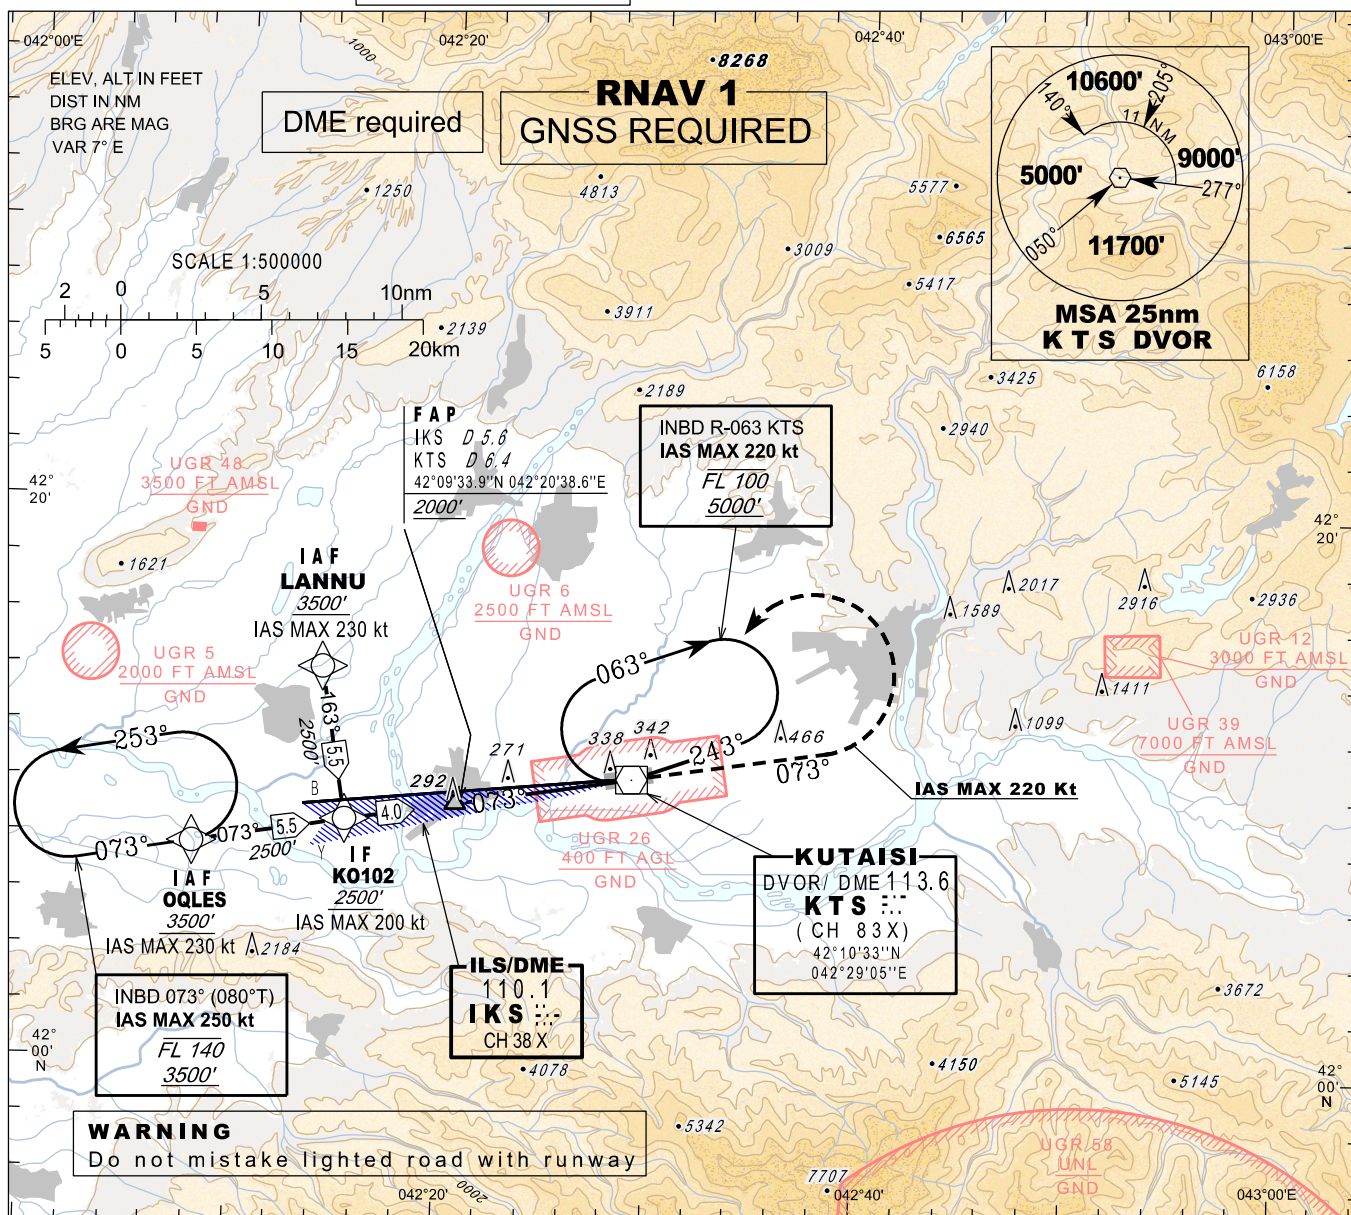 042°00'E
042°20'
042°40'
043°00'E
ELEV, ALT IN FEET
DIST IN NM
BRG ARE MAG
VAR 7° E
DME required
RNAV 1
GNSS REQUIRED
1000
8268
10600'
140°
205°
11 NM
9000'
5000'
277°
050°
11700'
MSA 25nm
KTS DVOR
1250
4813
5577
6565
3009
5417
SCALE 1:500000
2 0 5 10nm
5 0 5 10 15 20km
2139
3911
2189
3425
6158
2940
FAP
IKS D 5.6
KTS D 6.4
42°09'33.9''N 042°20'38.6''E
2000'
INBD R-063 KTS
IAS MAX 220 kt
FL 100
5000'
UGR 48
3500 FT AMSL
GND
42°
20'
42°
20'
1621
IAF
LANNU
3500'
IAS MAX 230 kt
UGR 6
2500 FT AMSL
GND
UGR 5
2000 FT AMSL
GND
1589
2017
2916
2936
UGR 12
3000 FT AMSL
GND
1411
1099
UGR 39
7000 FT AMSL
GND
063°
163°
5.5
2500'
253°
073°
073°
5.5
2500'
4.0
B
292
271
073°
338
342
243°
466
073°
IAS MAX 220 Kt
UGR 26
400 FT AGL
GND
IAF
OQLES
3500'
IAS MAX 230 kt
IF
KO102
2500'
IAS MAX 200 kt
2184
KUTAISI
DVOR/ DME 113.6
KTS
( CH 83X)
42°10'33''N
042°29'05''E
ILS/DME
110.1
IKS
CH 38 X
INBD 073° (080°T)
IAS MAX 250 kt
FL 140
3500'
42°
00'
N
4078
4150
3672
5145
42°
00'
N
WARNING
Do not mistake lighted road with runway
5342
7707
UGR 58
UNL
GND
042°20'
2000
042°40'
043°00'E